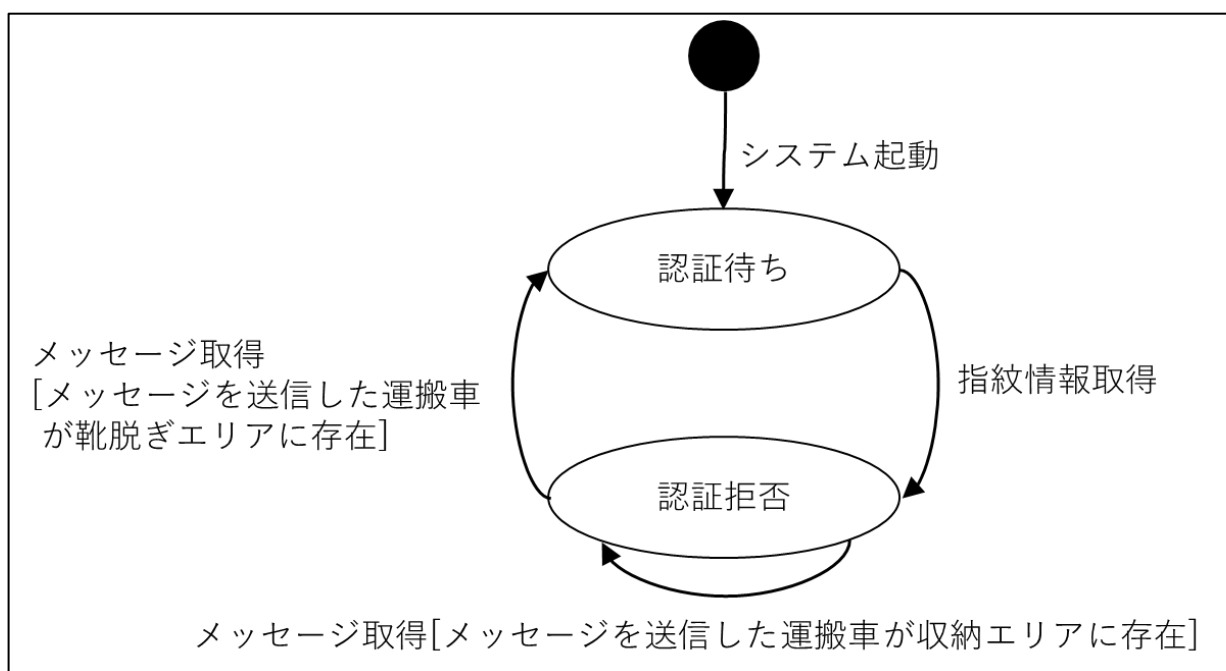 システム起動
認証待ち
メッセージ取得
[メッセージを送信した運搬車
が靴脱ぎエリアに存在]
指紋情報取得
認証拒否
メッセージ取得[メッセージを送信した運搬車が収納エリアに存在]